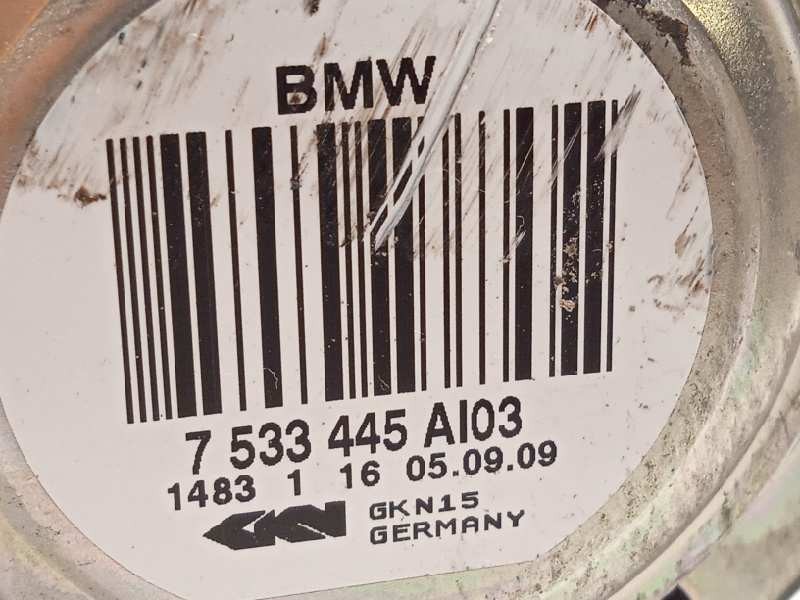 BMW
7 533 445 AI03
1483 1 16 05.09.09
GKN GKN15
GERMANY